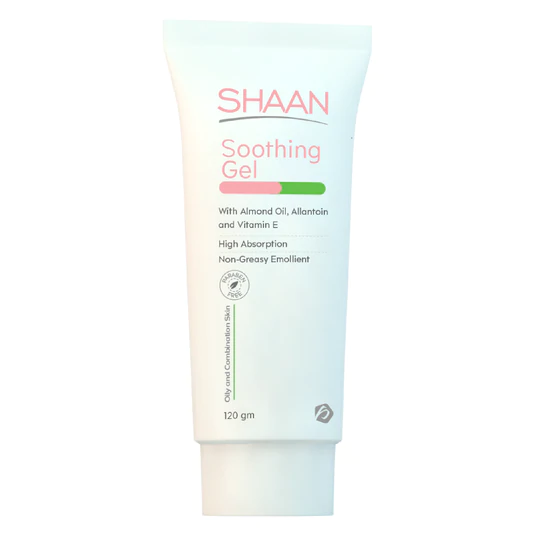 SHAAN
Soothing
Gel
With Almond Oil, Allantoin
and Vitamin E
High Absorption
Non-Greasy Emollient
PARABEN
FREE
Oily and Combination Skin
120 gm